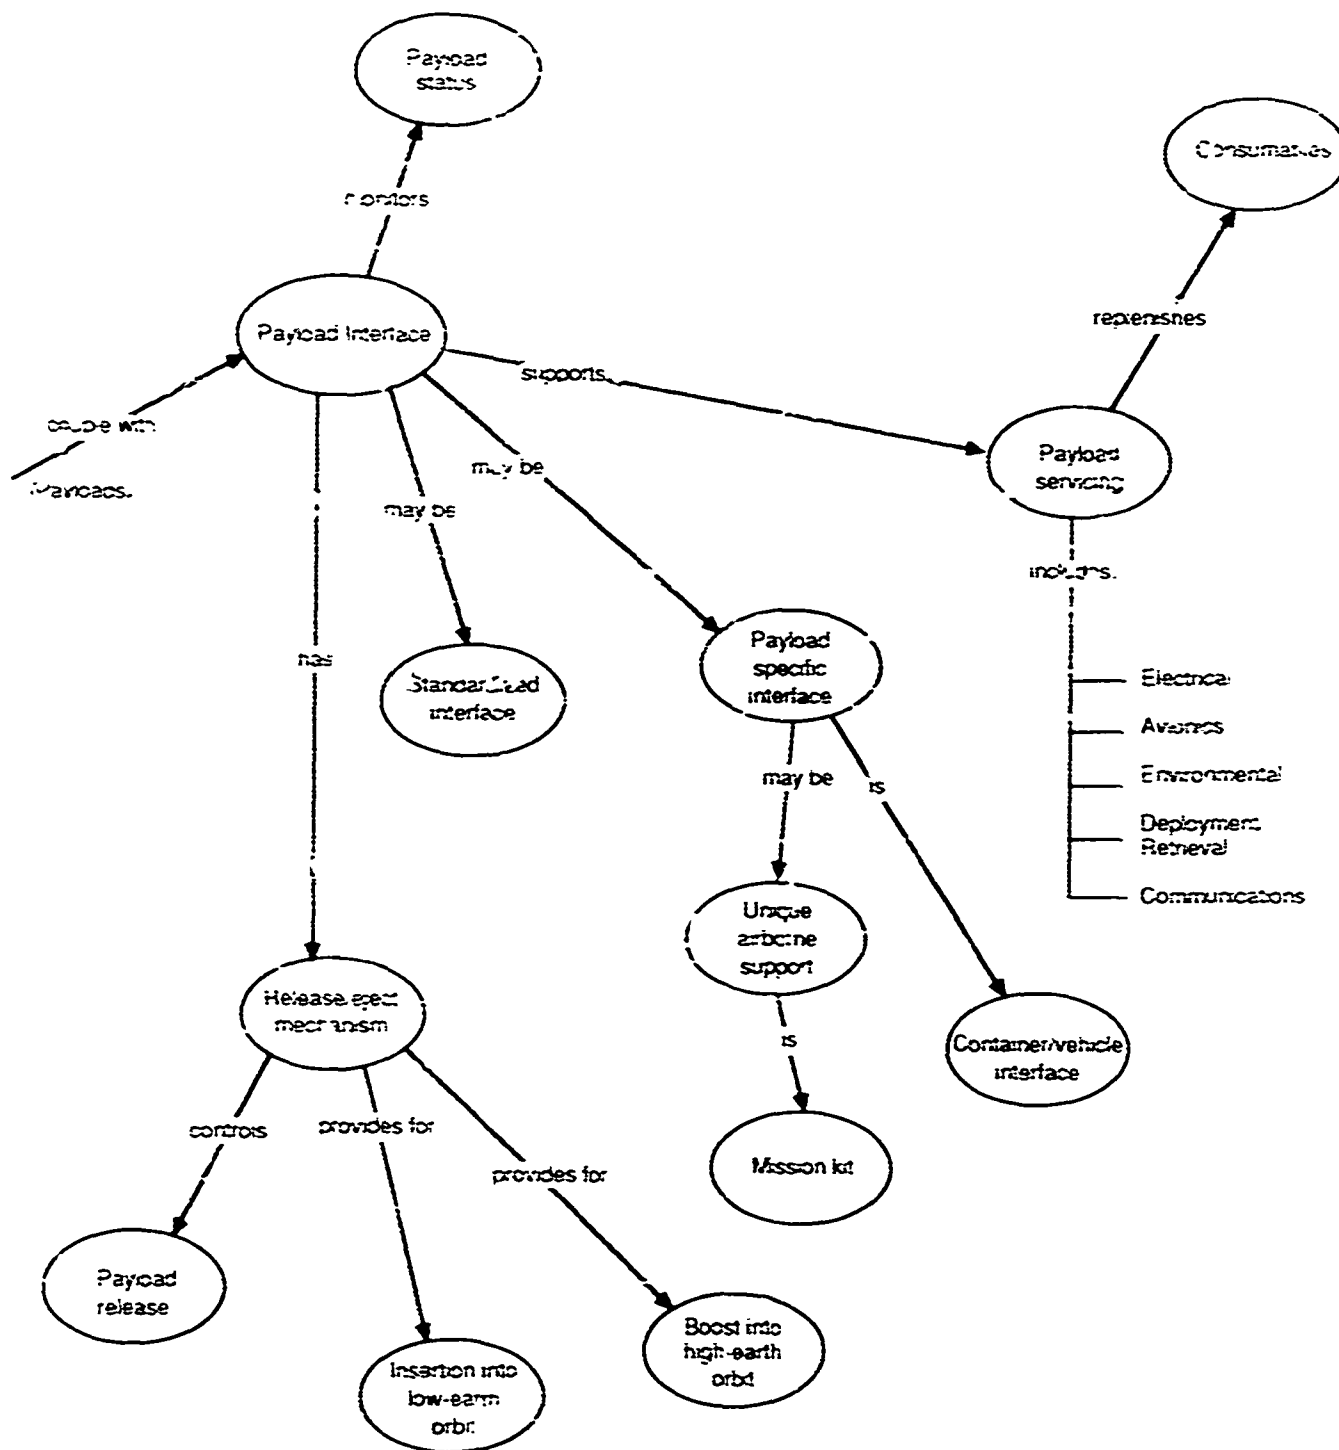 Payload
status
Consumables
monitors
replenishes
Payload Interface
supports
couple with
Payloads
may be
Payload
servicing
may be
includes
has
Payload
specific
interface
Standardized
interface
Electrical
Avionics
may be
is
Environmental
Deployment
Retrieval
Communications
Unique
airborne
support
Release/eject
mechanism
is
Container/vehicle
interface
controls
provides for
provides for
Mission kit
Payload
release
Boost into
high-earth
orbit
Insertion into
low-earth
orbit